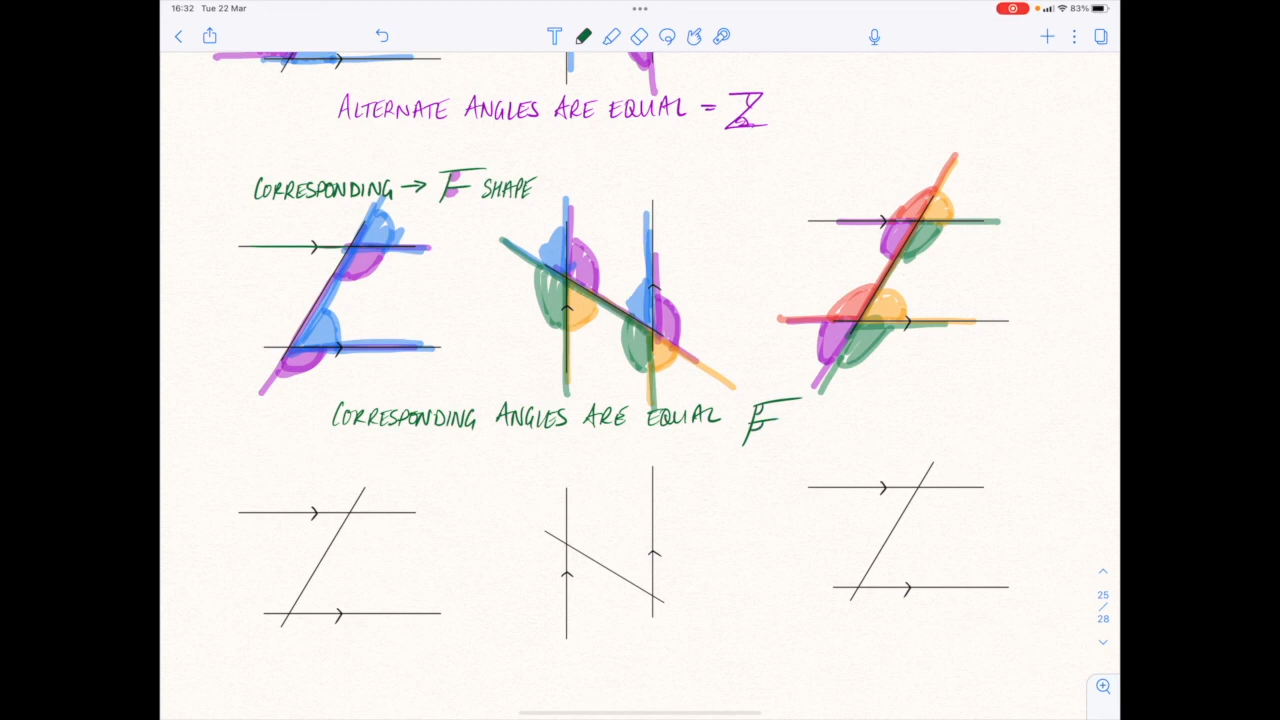 16:32 Tue 22 Mar
83%
ALTERNATE ANGLES ARE EQUAL = Z
CORRESPONDING → F SHAPE
CORRESPONDING ANGLES ARE EQUAL F
25
/
28